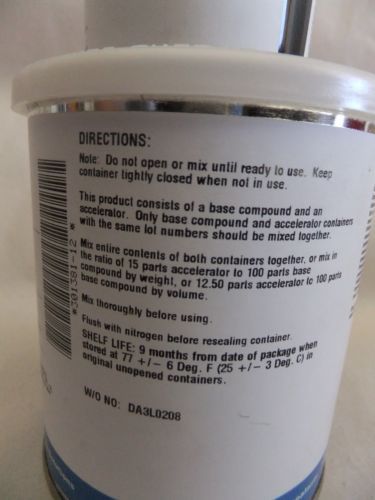 DIRECTIONS:
Note: Do not open or mix until ready to use. Keep
container tightly closed when not in use.
This product consists of a base compound and an
accelerator. Only base compound and accelerator containers
with the same lot numbers should be mixed together.
Mix entire contents of both containers together, or mix in
the ratio of 15 parts accelerator to 100 parts base
compound by weight, or 12.50 parts accelerator to 100 parts
base compound by volume.
Mix thoroughly before using.
Flush with nitrogen before resealing container.
SHELF LIFE: 9 months from date of package when
stored at 77 +/- 6 Deg. F (25 +/- 3 Deg. C) in
original unopened containers.
W/O NO: DA3L0208
*301381-12*